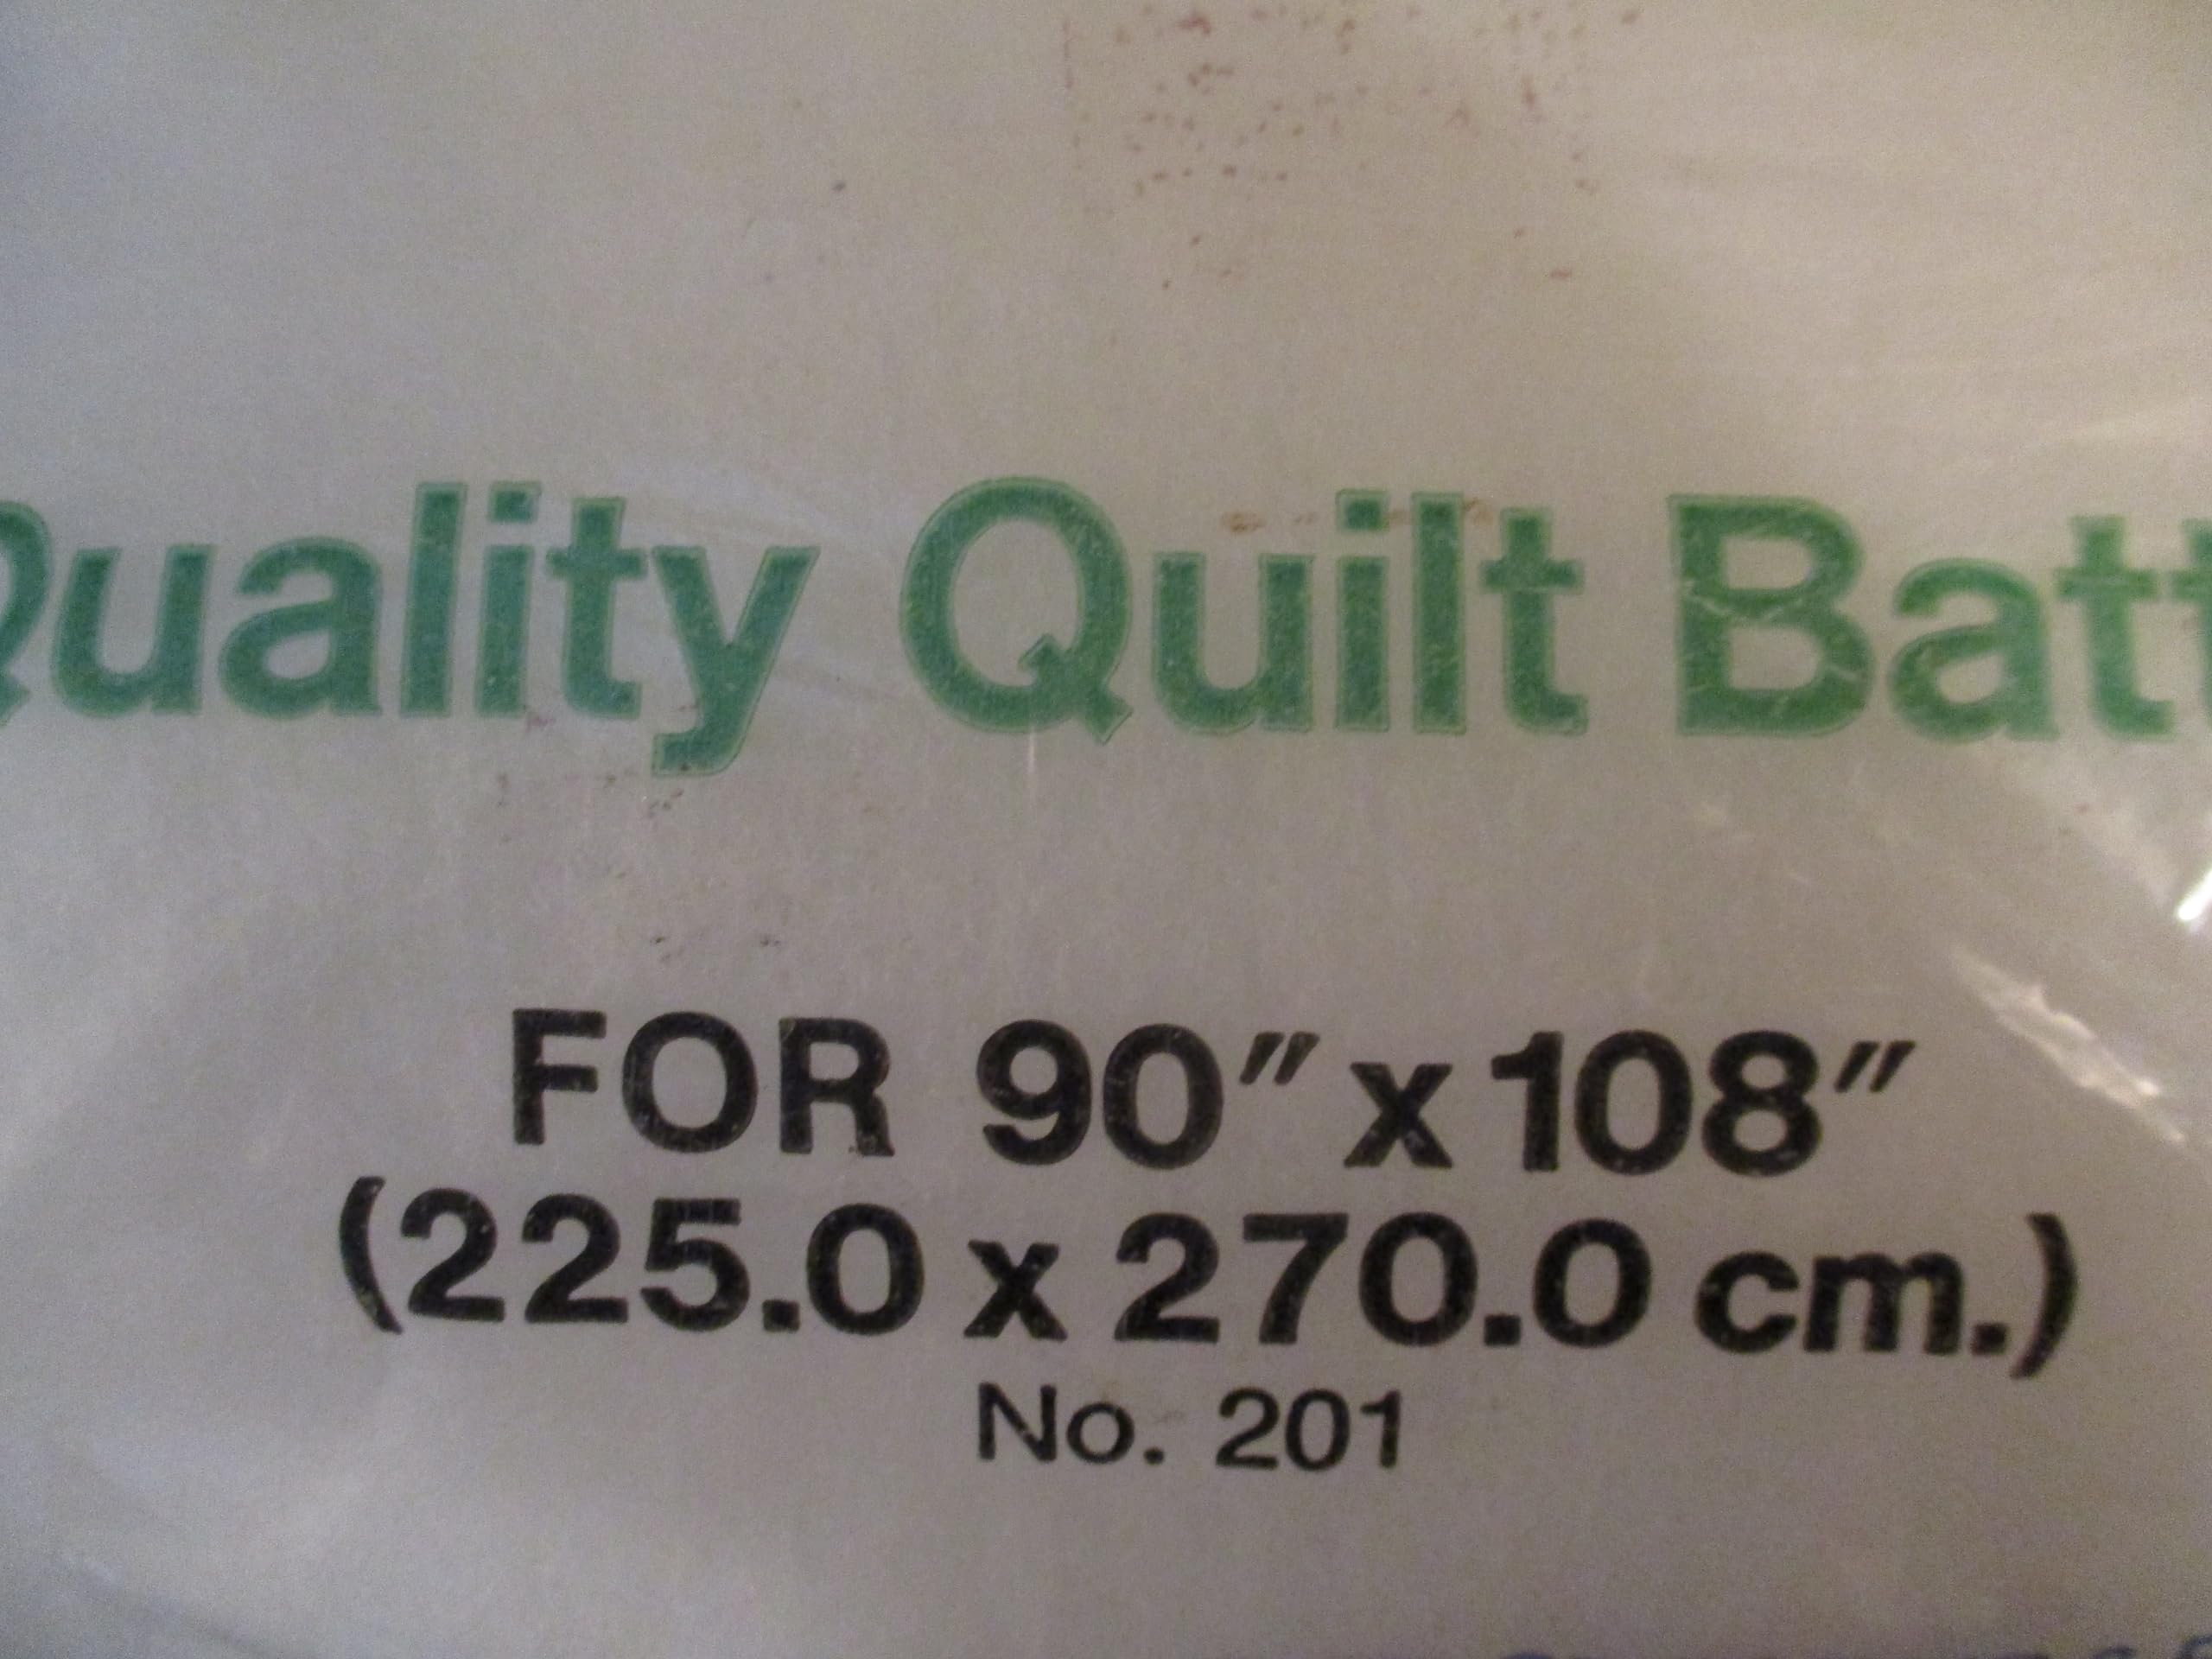 Quality Quilt Batt
FOR 90" x 108"
(225.0 x 270.0 cm.)
No. 201